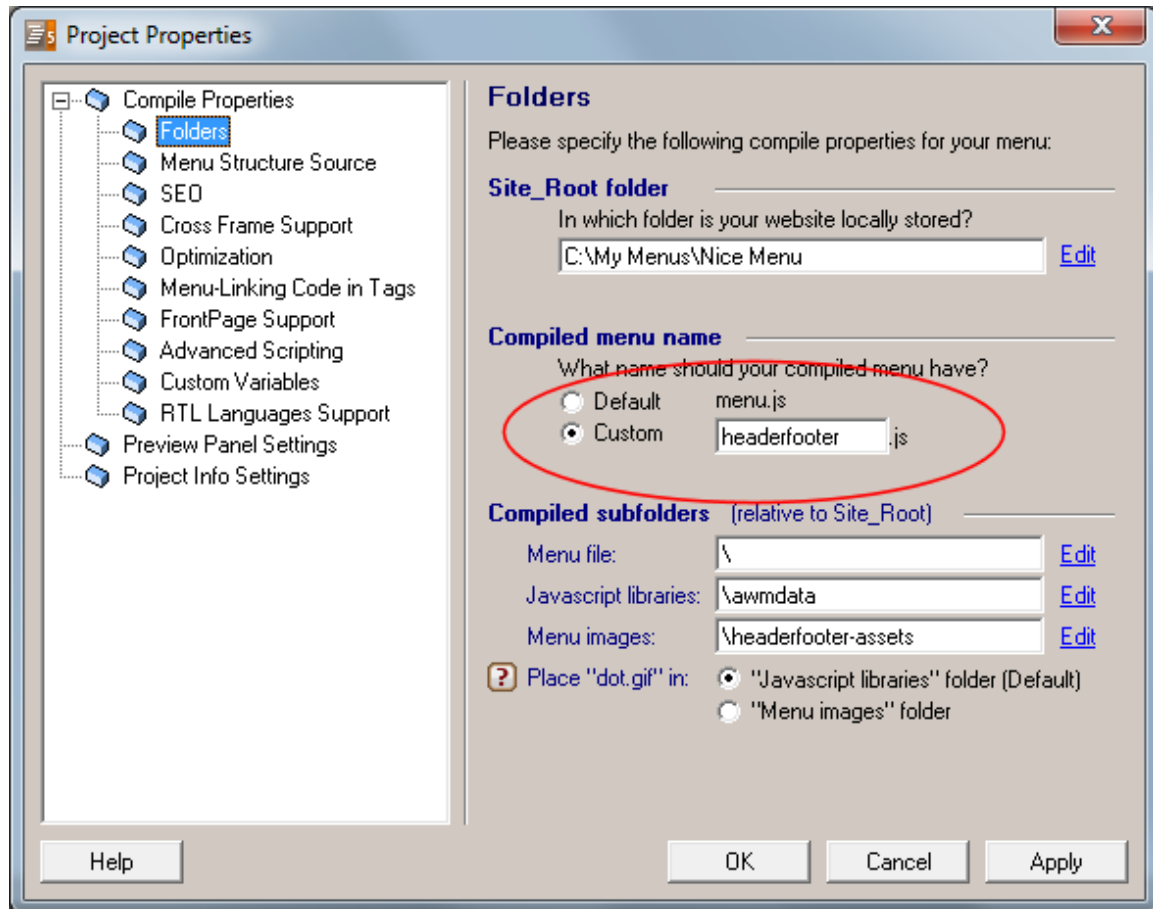 Project Properties
Compile Properties
Folders
Menu Structure Source
SEO
Cross Frame Support
Optimization
Menu-Linking Code in Tags
FrontPage Support
Advanced Scripting
Custom Variables
RTL Languages Support
Preview Panel Settings
Project Info Settings
Folders
Please specify the following compile properties for your menu:
Site_Root folder
In which folder is your website locally stored?
C:\My Menus\Nice Menu Edit
Compiled menu name
What name should your compiled menu have?
Default menu.js
Custom headerfooter .js
Compiled subfolders (relative to Site_Root)
Menu file: \ Edit
Javascript libraries: \awmdata Edit
Menu images: \headerfooter-assets Edit
? Place "dot.gif" in: "Javascript libraries" folder (Default)
"Menu images" folder
Help OK Cancel Apply